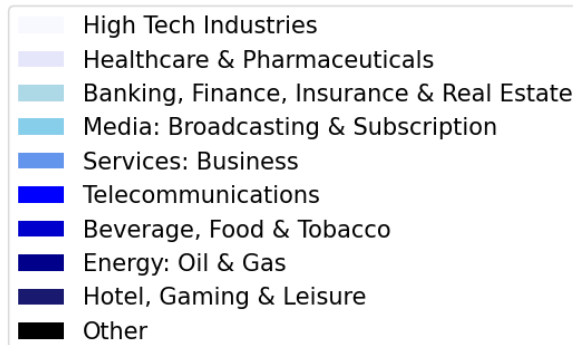 High Tech Industries
Healthcare & Pharmaceuticals
Banking, Finance, Insurance & Real Estate
Media: Broadcasting & Subscription
Services: Business
Telecommunications
Beverage, Food & Tobacco
Energy: Oil & Gas
Hotel, Gaming & Leisure
Other